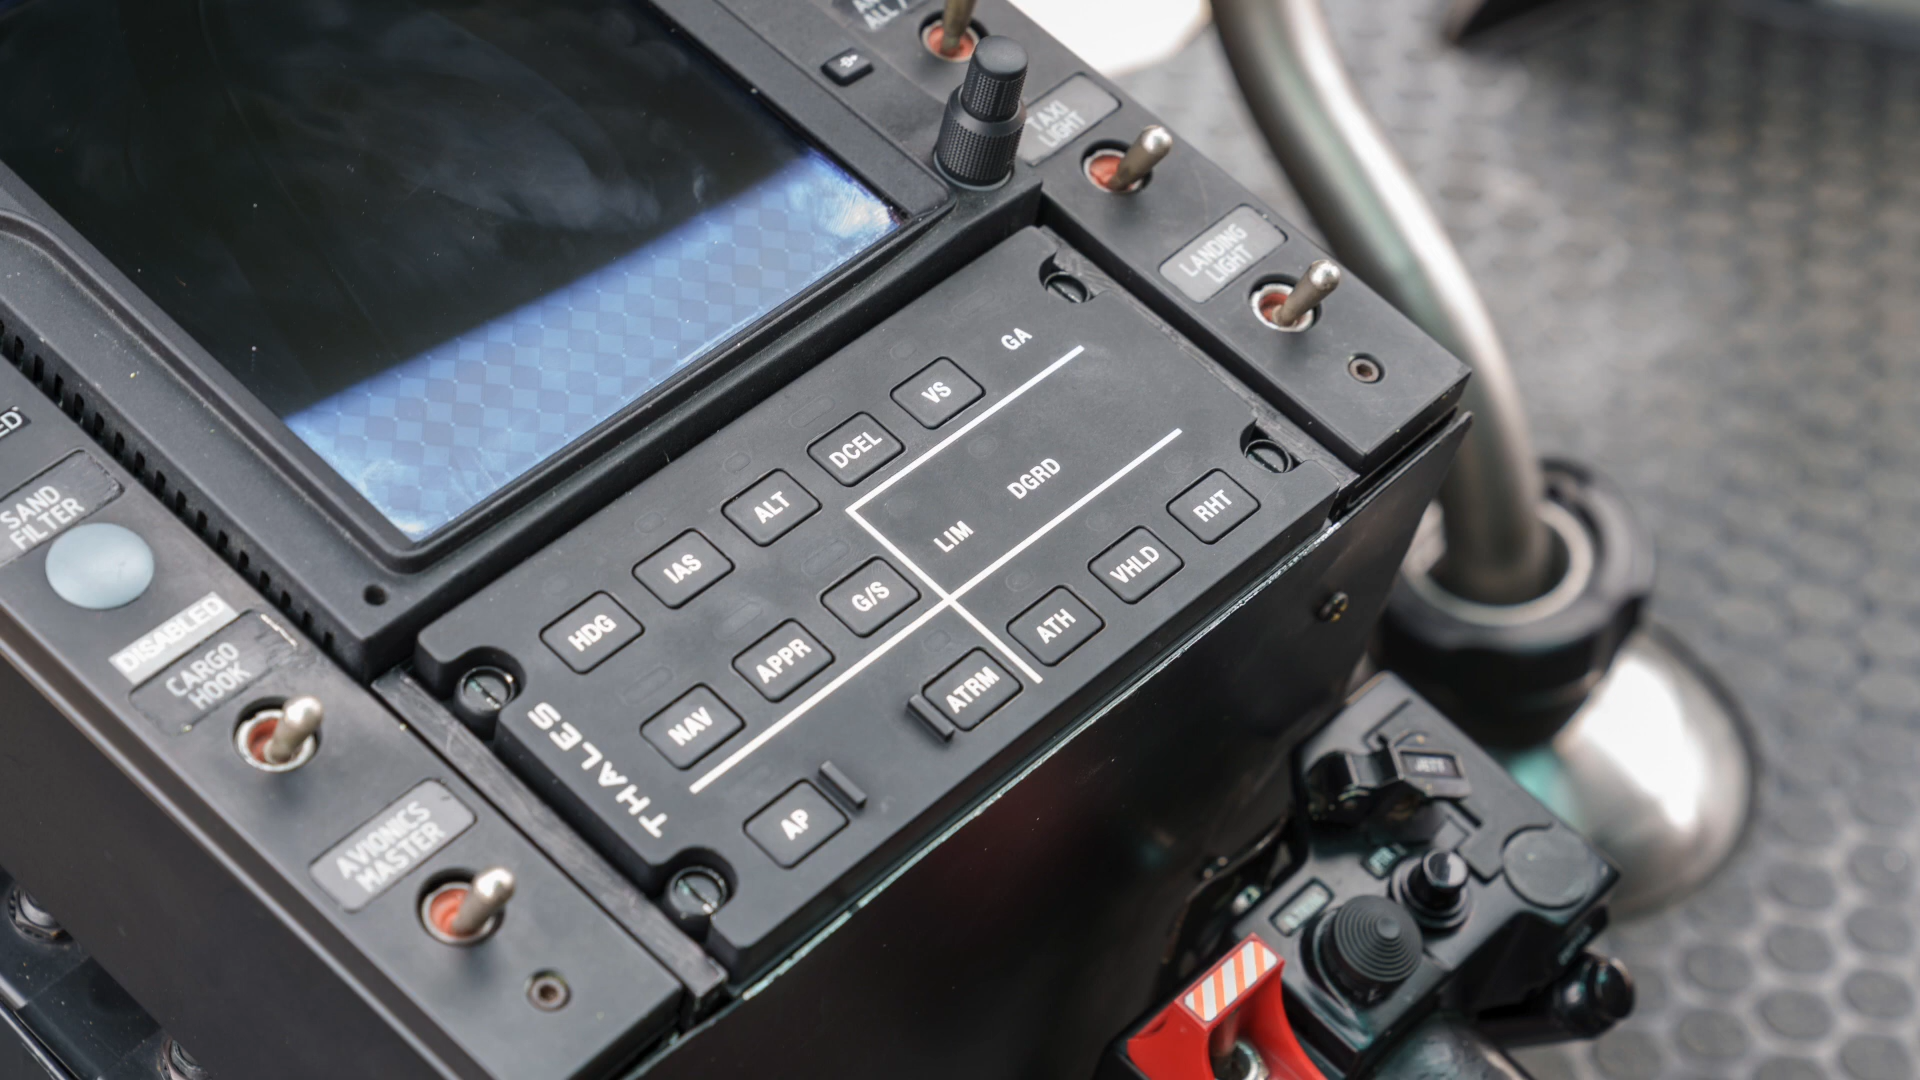 ALL /
TAXI
LIGHT
LANDING
LIGHT
SAND
FILTER
DISABLED
CARGO
HOOK
AVIONICS
MASTER
THALES
GA
VS
DCEL
ALT
IAS
HDG
DGRD
LIM
G/S
APPR
NAV
RHT
VHLD
ATH
ATRM
AP